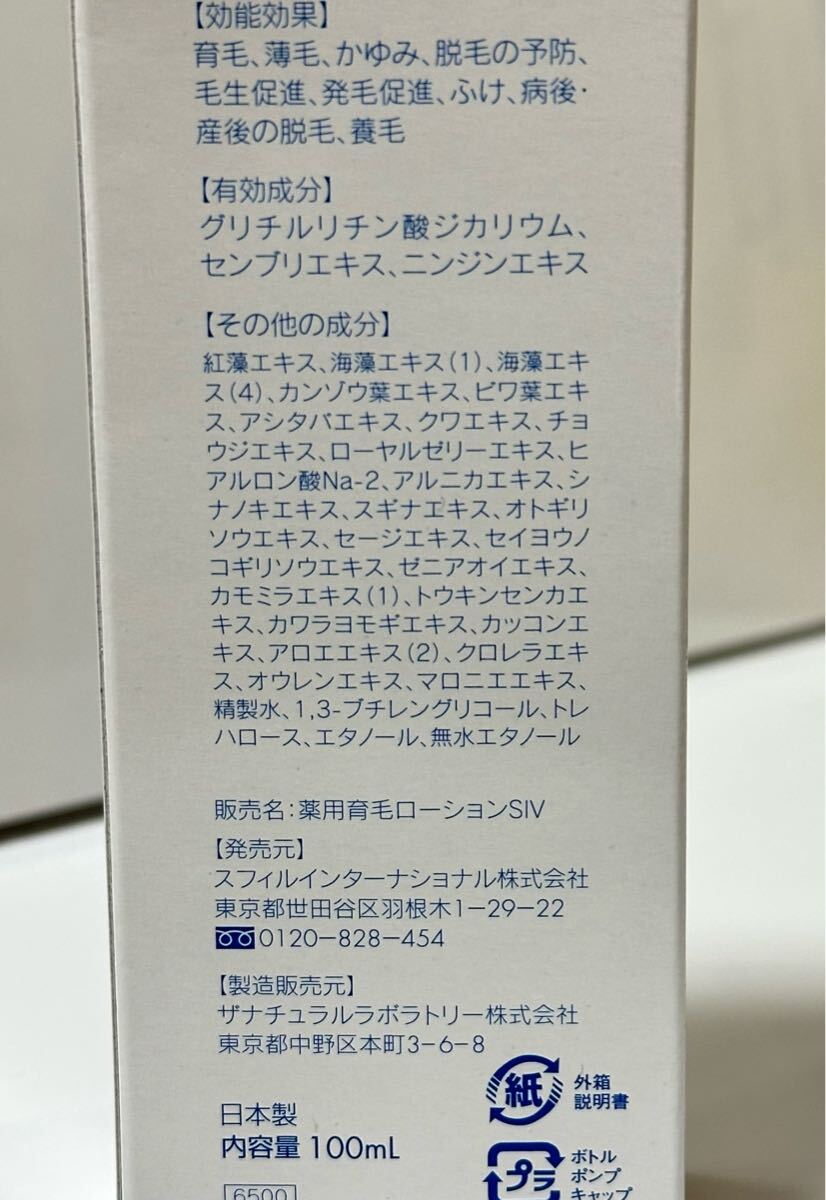 【効能効果】
育毛、薄毛、かゆみ、脱毛の予防、
毛生促進、発毛促進、ふけ、病後・
産後の脱毛、養毛
【有効成分】
グリチルリチン酸ジカリウム、
センブリエキス、ニンジンエキス
【その他の成分】
紅藻エキス、海藻エキス(1)、海藻エキ
ス(4)、カンゾウ葉エキス、ビワ葉エキ
ス、アシタバエキス、クワエキス、チョ
ウジエキス、ローヤルゼリーエキス、ヒ
アルロン酸Na-2、アルニカエキス、シ
ナノキエキス、スギナエキス、オトギリ
ソウエキス、セージエキス、セイヨウノ
コギリソウエキス、ゼニアオイエキス、
カモミラエキス(1)、トウキンセンカエ
キス、カワラヨモギエキス、カッコンエ
キス、アロエエキス(2)、クロレラエキ
ス、オウレンエキス、マロニエエキス、
精製水、1,3-ブチレングリコール、トレ
ハロース、エタノール、無水エタノール
販売名：薬用育毛ローションSIV
【発売元】
スフィルインターナショナル株式会社
東京都世田谷区羽根木1−29−22
0120−828−454
【製造販売元】
ザナチュラルラボラトリー株式会社
東京都中野区本町3−6−8
日本製
内容量 100mL
6500
紙
外箱
説明書
プラ
ボトル
ポンプ
キャップ